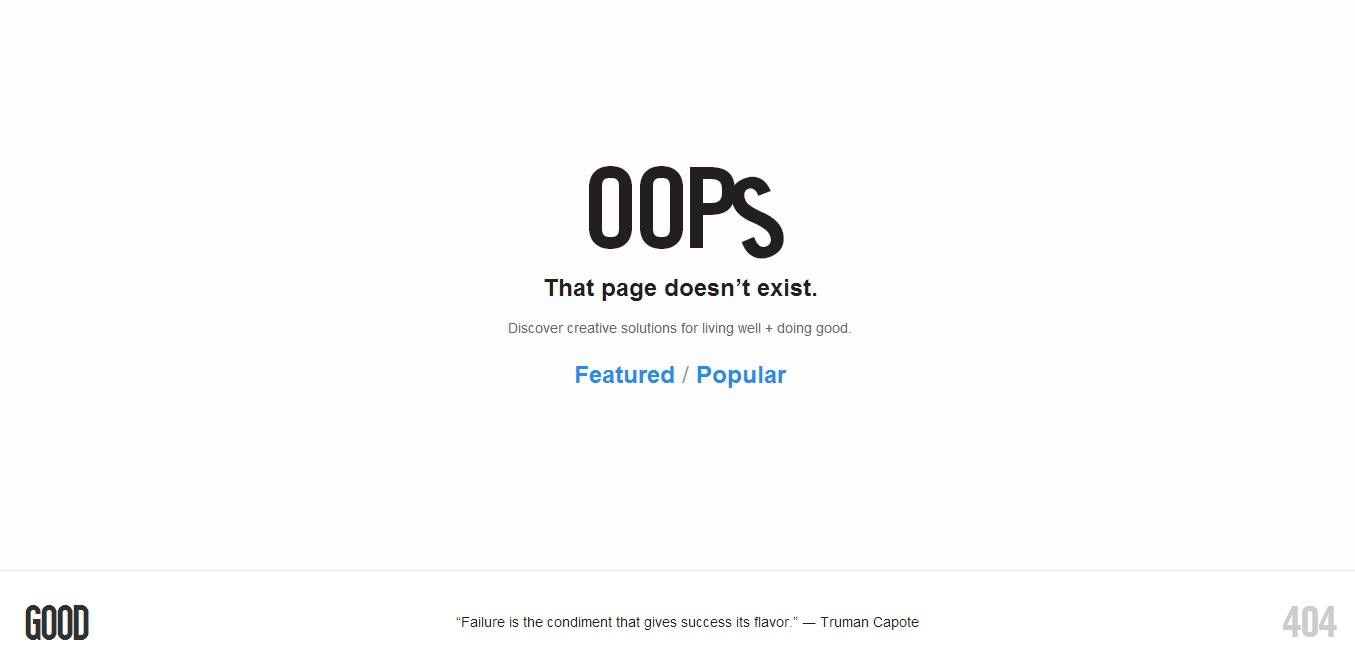 OOPS
That page doesn’t exist.
Discover creative solutions for living well + doing good.
Featured / Popular
GOOD
“Failure is the condiment that gives success its flavor.” — Truman Capote
404